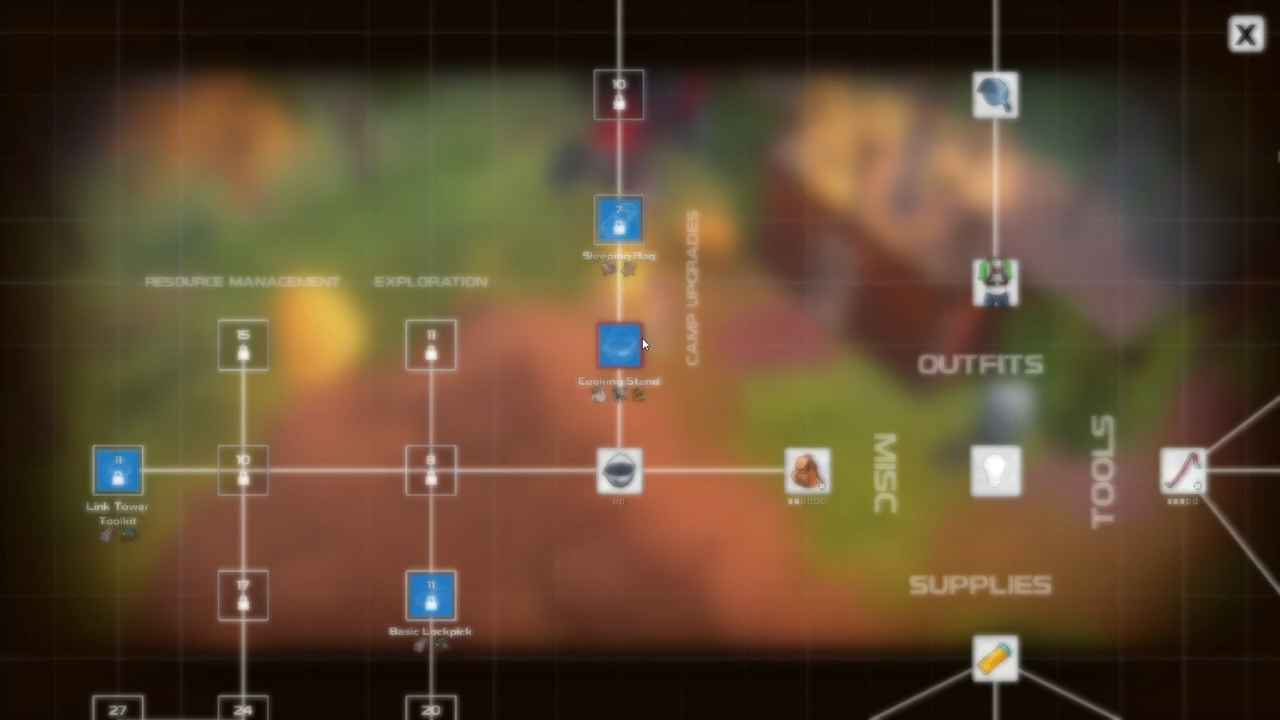 X
10
7
Sleeping Bag
CAMP UPGRADES
RESOURCE MANAGEMENT
EXPLORATION
15
11
Cooking Stand
OUTFITS
MISC
TOOLS
11
10
8
Link Tower
Toolkit
17
11
Basic Lockpick
SUPPLIES
27
24
20